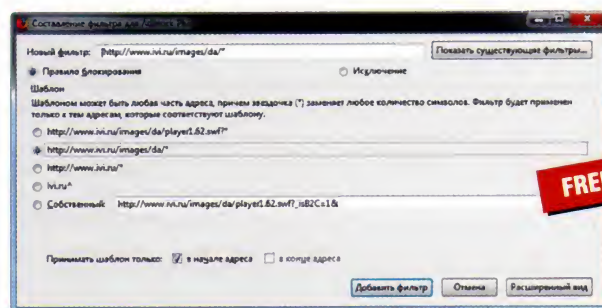 Составление фильтра для Adblock Plus
Новый фильтр: |http://www.ivi.ru/images/da/* Показать существующие фильтры...
Правило блокирования Исключение
Шаблон
Шаблоном может быть любая часть адреса, причем звездочка (*) заменяет любое количество символов. Фильтр будет применен
только к тем адресам, которые соответствуют шаблону.
http://www.ivi.ru/images/da/player1.62.swf?*
http://www.ivi.ru/images/da/*
http://www.ivi.ru/*
ivi.ru^
Собственный: http://www.ivi.ru/images/da/player1.62.swf?_isB2C=1&
FREE
Принимать шаблон только: в начале адреса в конце адреса
Добавить фильтр Отмена Расширенный вид